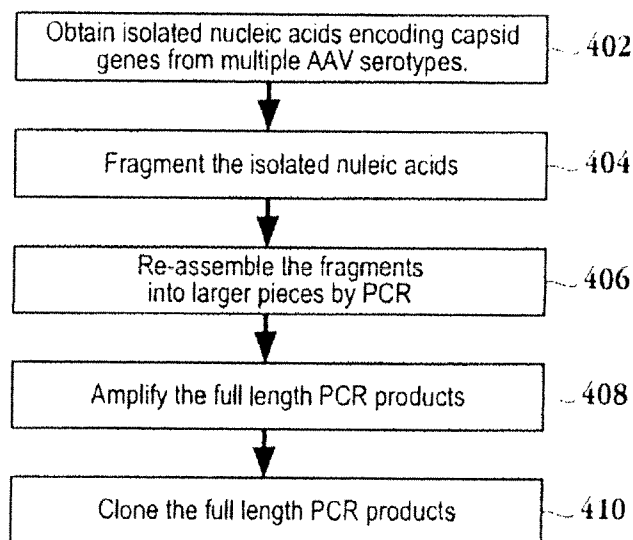 Obtain isolated nucleic acids encoding capsid
genes from multiple AAV serotypes.
402
Fragment the isolated nuleic acids
404
Re-assemble the fragments
into larger pieces by PCR
406
Amplify the full length PCR products
408
Clone the full length PCR products
410